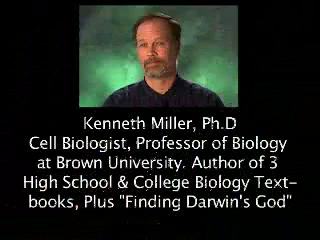 Kenneth Miller, Ph.D
Cell Biologist, Professor of Biology
at Brown University. Author of 3
High School & College Biology Text-
books, Plus "Finding Darwin's God"